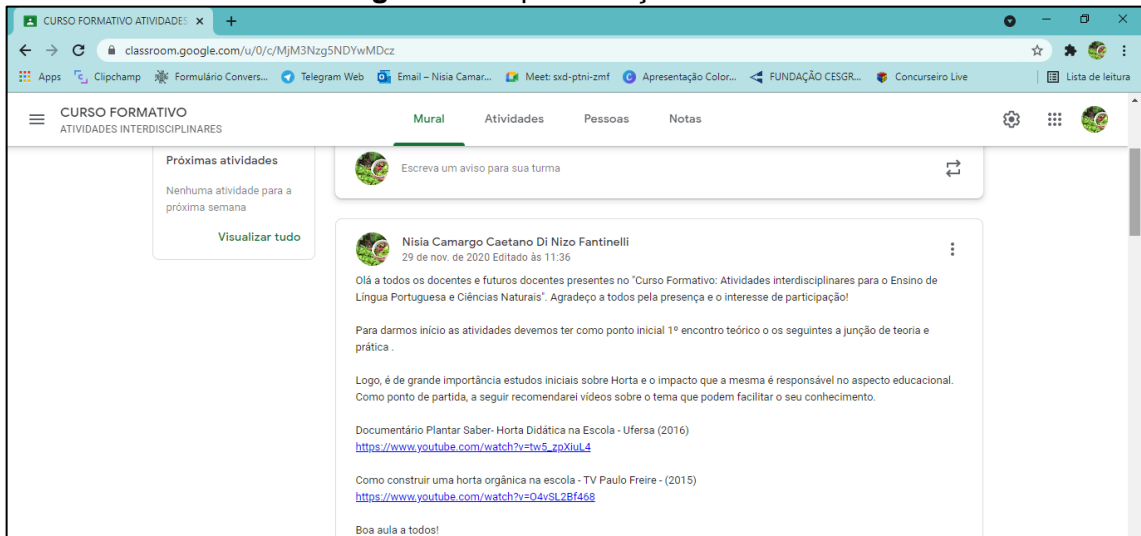 CURSO FORMATIVO ATIVIDADES
classroom.google.com/u/0/c/MjM3Nzg5NDYwMDcz
Apps Clipchamp Formulário Convers... Telegram Web Email – Nisia Camar... Meet: sxd-ptni-zmf Apresentação Color... FUNDAÇÃO CESGR... Concurseiro Live Lista de leitura
CURSO FORMATIVO
ATIVIDADES INTERDISCIPLINARES
Mural Atividades Pessoas Notas
Próximas atividades
Nenhuma atividade para a
próxima semana
Visualizar tudo
Escreva um aviso para sua turma
Nisia Camargo Caetano Di Nizo Fantinelli
29 de nov. de 2020 Editado às 11:36
Olá a todos os docentes e futuros docentes presentes no "Curso Formativo: Atividades interdisciplinares para o Ensino de
Língua Portuguesa e Ciências Naturais". Agradeço a todos pela presença e o interesse de participação!
Para darmos início as atividades devemos ter como ponto inicial 1º encontro teórico o os seguintes a junção de teoria e
prática .
Logo, é de grande importância estudos iniciais sobre Horta e o impacto que a mesma é responsável no aspecto educacional.
Como ponto de partida, a seguir recomendarei vídeos sobre o tema que podem facilitar o seu conhecimento.
Documentário Plantar Saber- Horta Didática na Escola - Ufersa (2016)
https://www.youtube.com/watch?v=tw5_zpXiuL4
Como construir uma horta orgânica na escola - TV Paulo Freire - (2015)
https://www.youtube.com/watch?v=O4vSL2Bf468
Boa aula a todos!